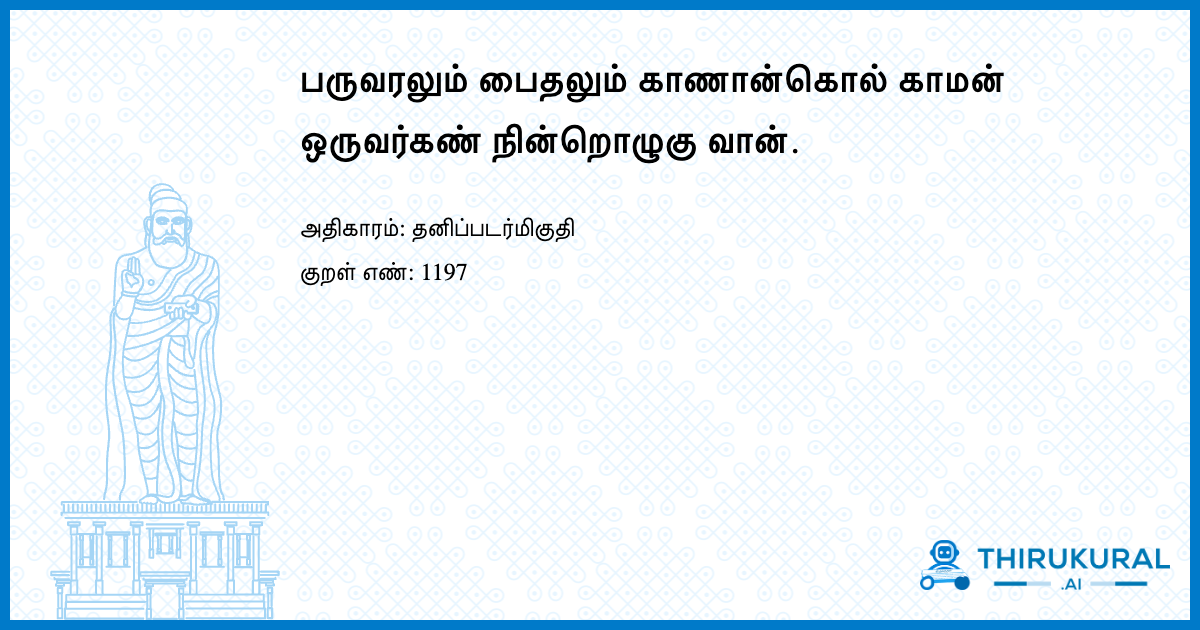 பருவரலும் பைதலும் காணான்கொல் காமன்
ஒருவர்கண் நின்றொழுகு வான்.
அதிகாரம்: தனிப்படர்மிகுதி
குறள் எண்: 1197
THIRUKURAL
.AI